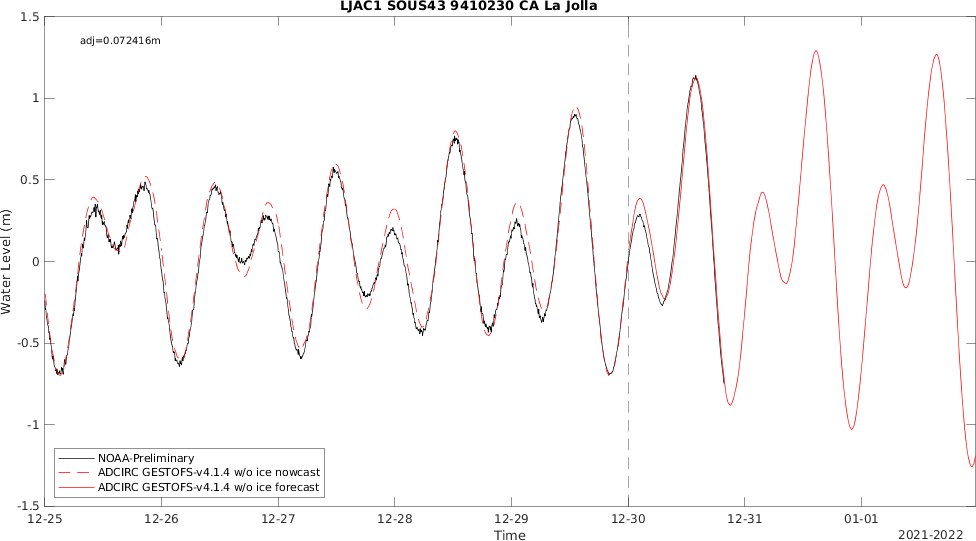 LJAC1 SOUS43 9410230 CA La Jolla
adj=0.072416m
1.5
1
0.5
0
-0.5
-1
-1.5
Water Level (m)
NOAA-Preliminary
ADCIRC GESTOFS-v4.1.4 w/o ice nowcast
ADCIRC GESTOFS-v4.1.4 w/o ice forecast
12-25 12-26 12-27 12-28 12-29 12-30 12-31 01-01
Time
2021-2022